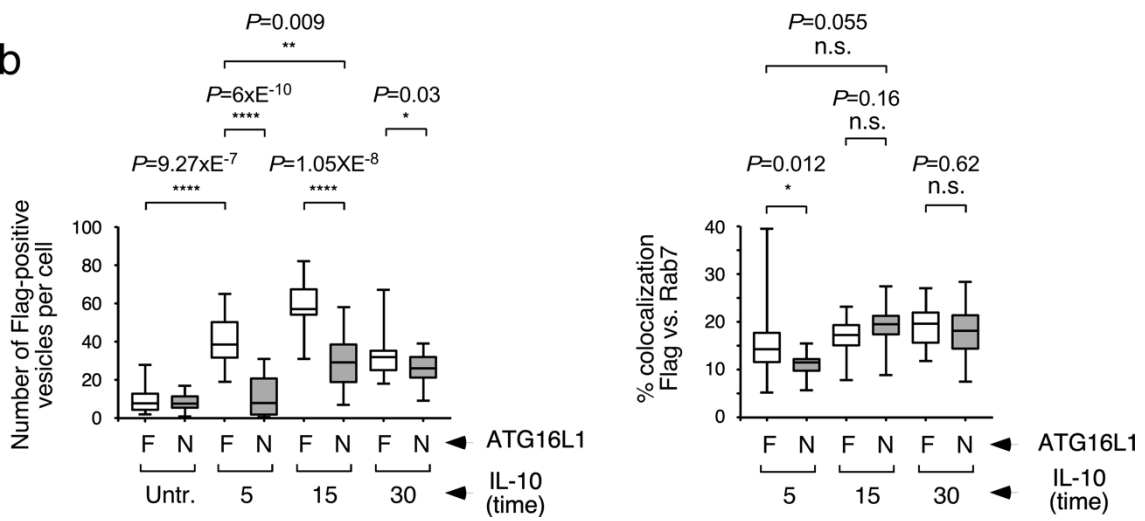 b
P=0.009
**
P=6xE-10
****
P=0.03
*
P=9.27xE-7
****
P=1.05XE-8
****
Number of Flag-positive
vesicles per cell
100
80
60
40
20
0
F N F N F N F N
ATG16L1
Untr. 5 15 30
IL-10
(time)
P=0.055
n.s.
P=0.16
n.s.
P=0.012
*
P=0.62
n.s.
% colocalization
Flag vs. Rab7
40
30
20
10
0
F N F N F N
ATG16L1
5 15 30
IL-10
(time)